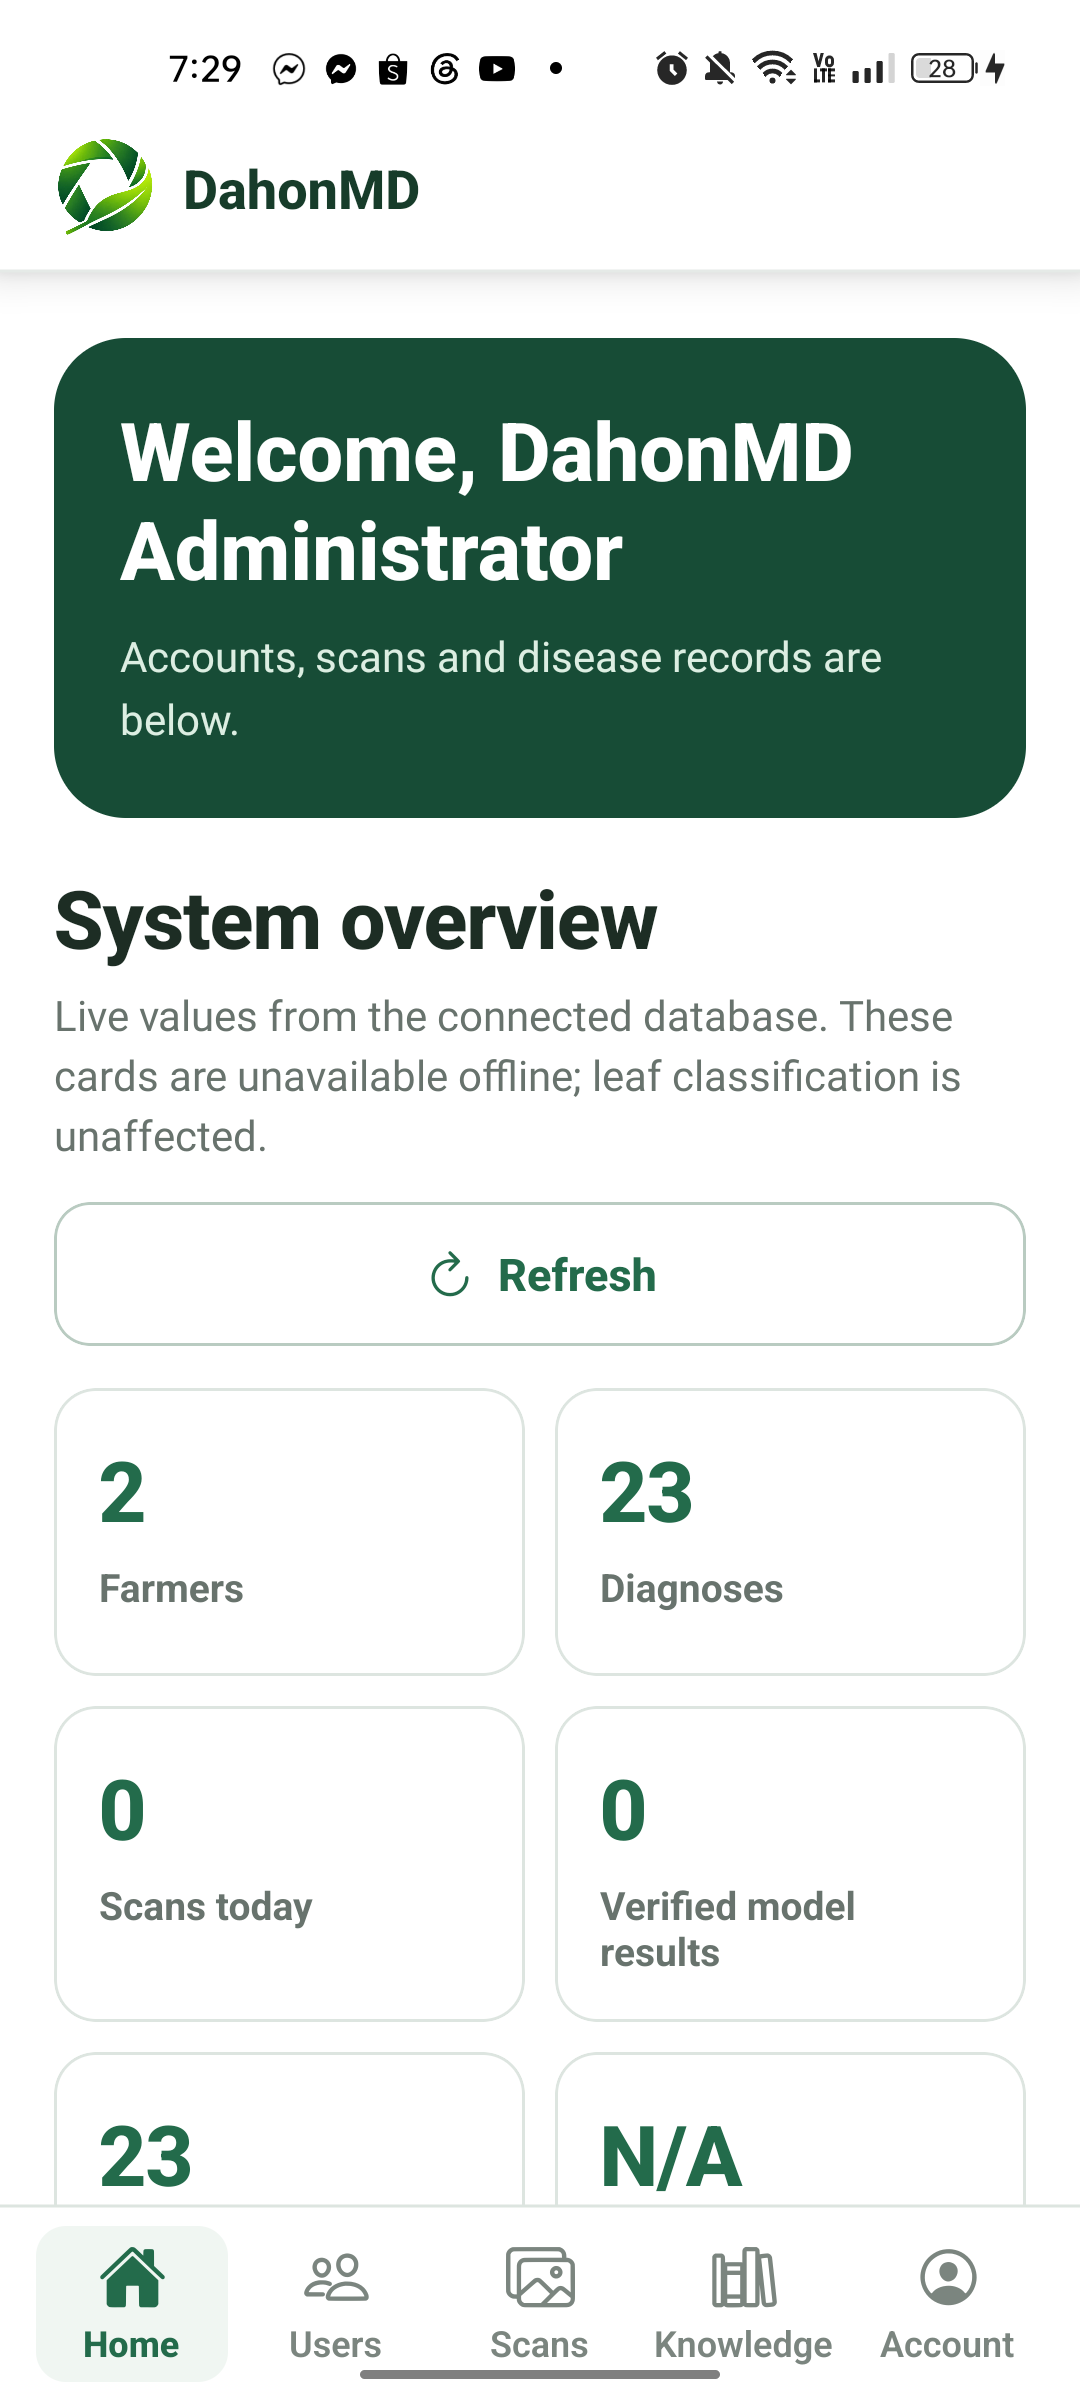 7:29
Vo
LTE
28
DahonMD
Welcome, DahonMD
Administrator
Accounts, scans and disease records are
below.
System overview
Live values from the connected database. These
cards are unavailable offline; leaf classification is
unaffected.
Refresh
2
Farmers
23
Diagnoses
0
Scans today
0
Verified model
results
23
N/A
Home
Users
Scans
Knowledge
Account